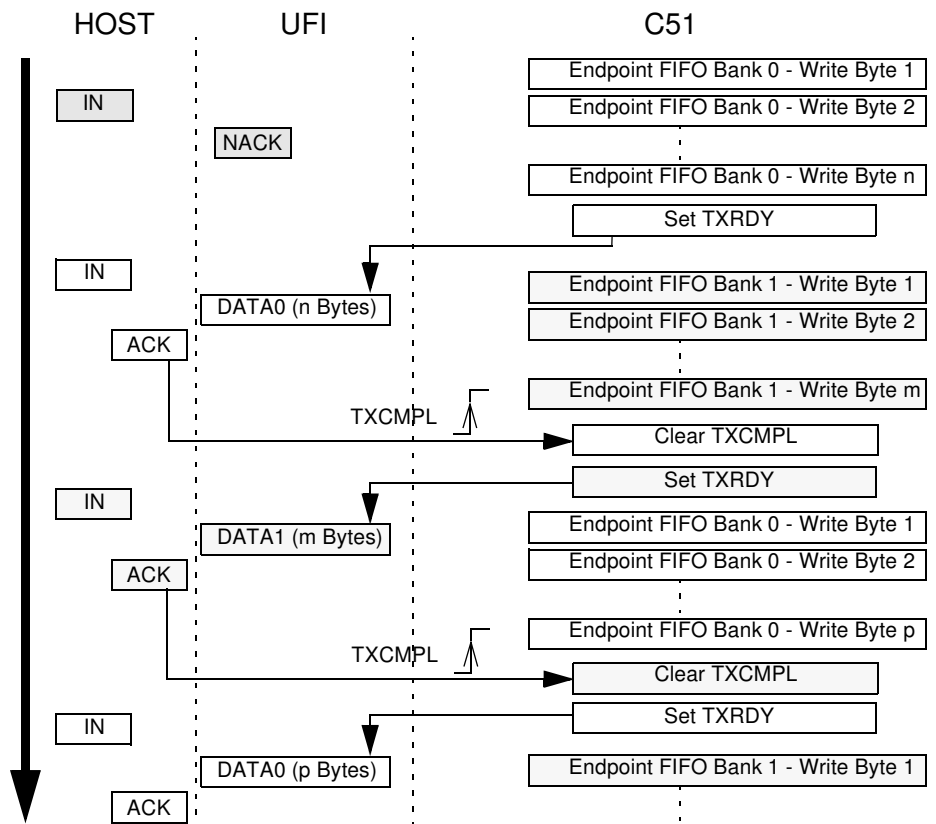 HOST UFI C51
Endpoint FIFO Bank 0 - Write Byte 1
IN
Endpoint FIFO Bank 0 - Write Byte 2
NACK
Endpoint FIFO Bank 0 - Write Byte n
Set TXRDY
IN
Endpoint FIFO Bank 1 - Write Byte 1
DATA0 (n Bytes)
Endpoint FIFO Bank 1 - Write Byte 2
ACK
Endpoint FIFO Bank 1 - Write Byte m
TXCMPL
Clear TXCMPL
Set TXRDY
IN
Endpoint FIFO Bank 0 - Write Byte 1
DATA1 (m Bytes)
Endpoint FIFO Bank 0 - Write Byte 2
ACK
Endpoint FIFO Bank 0 - Write Byte p
TXCMPL
Clear TXCMPL
Set TXRDY
IN
DATA0 (p Bytes)
Endpoint FIFO Bank 1 - Write Byte 1
ACK